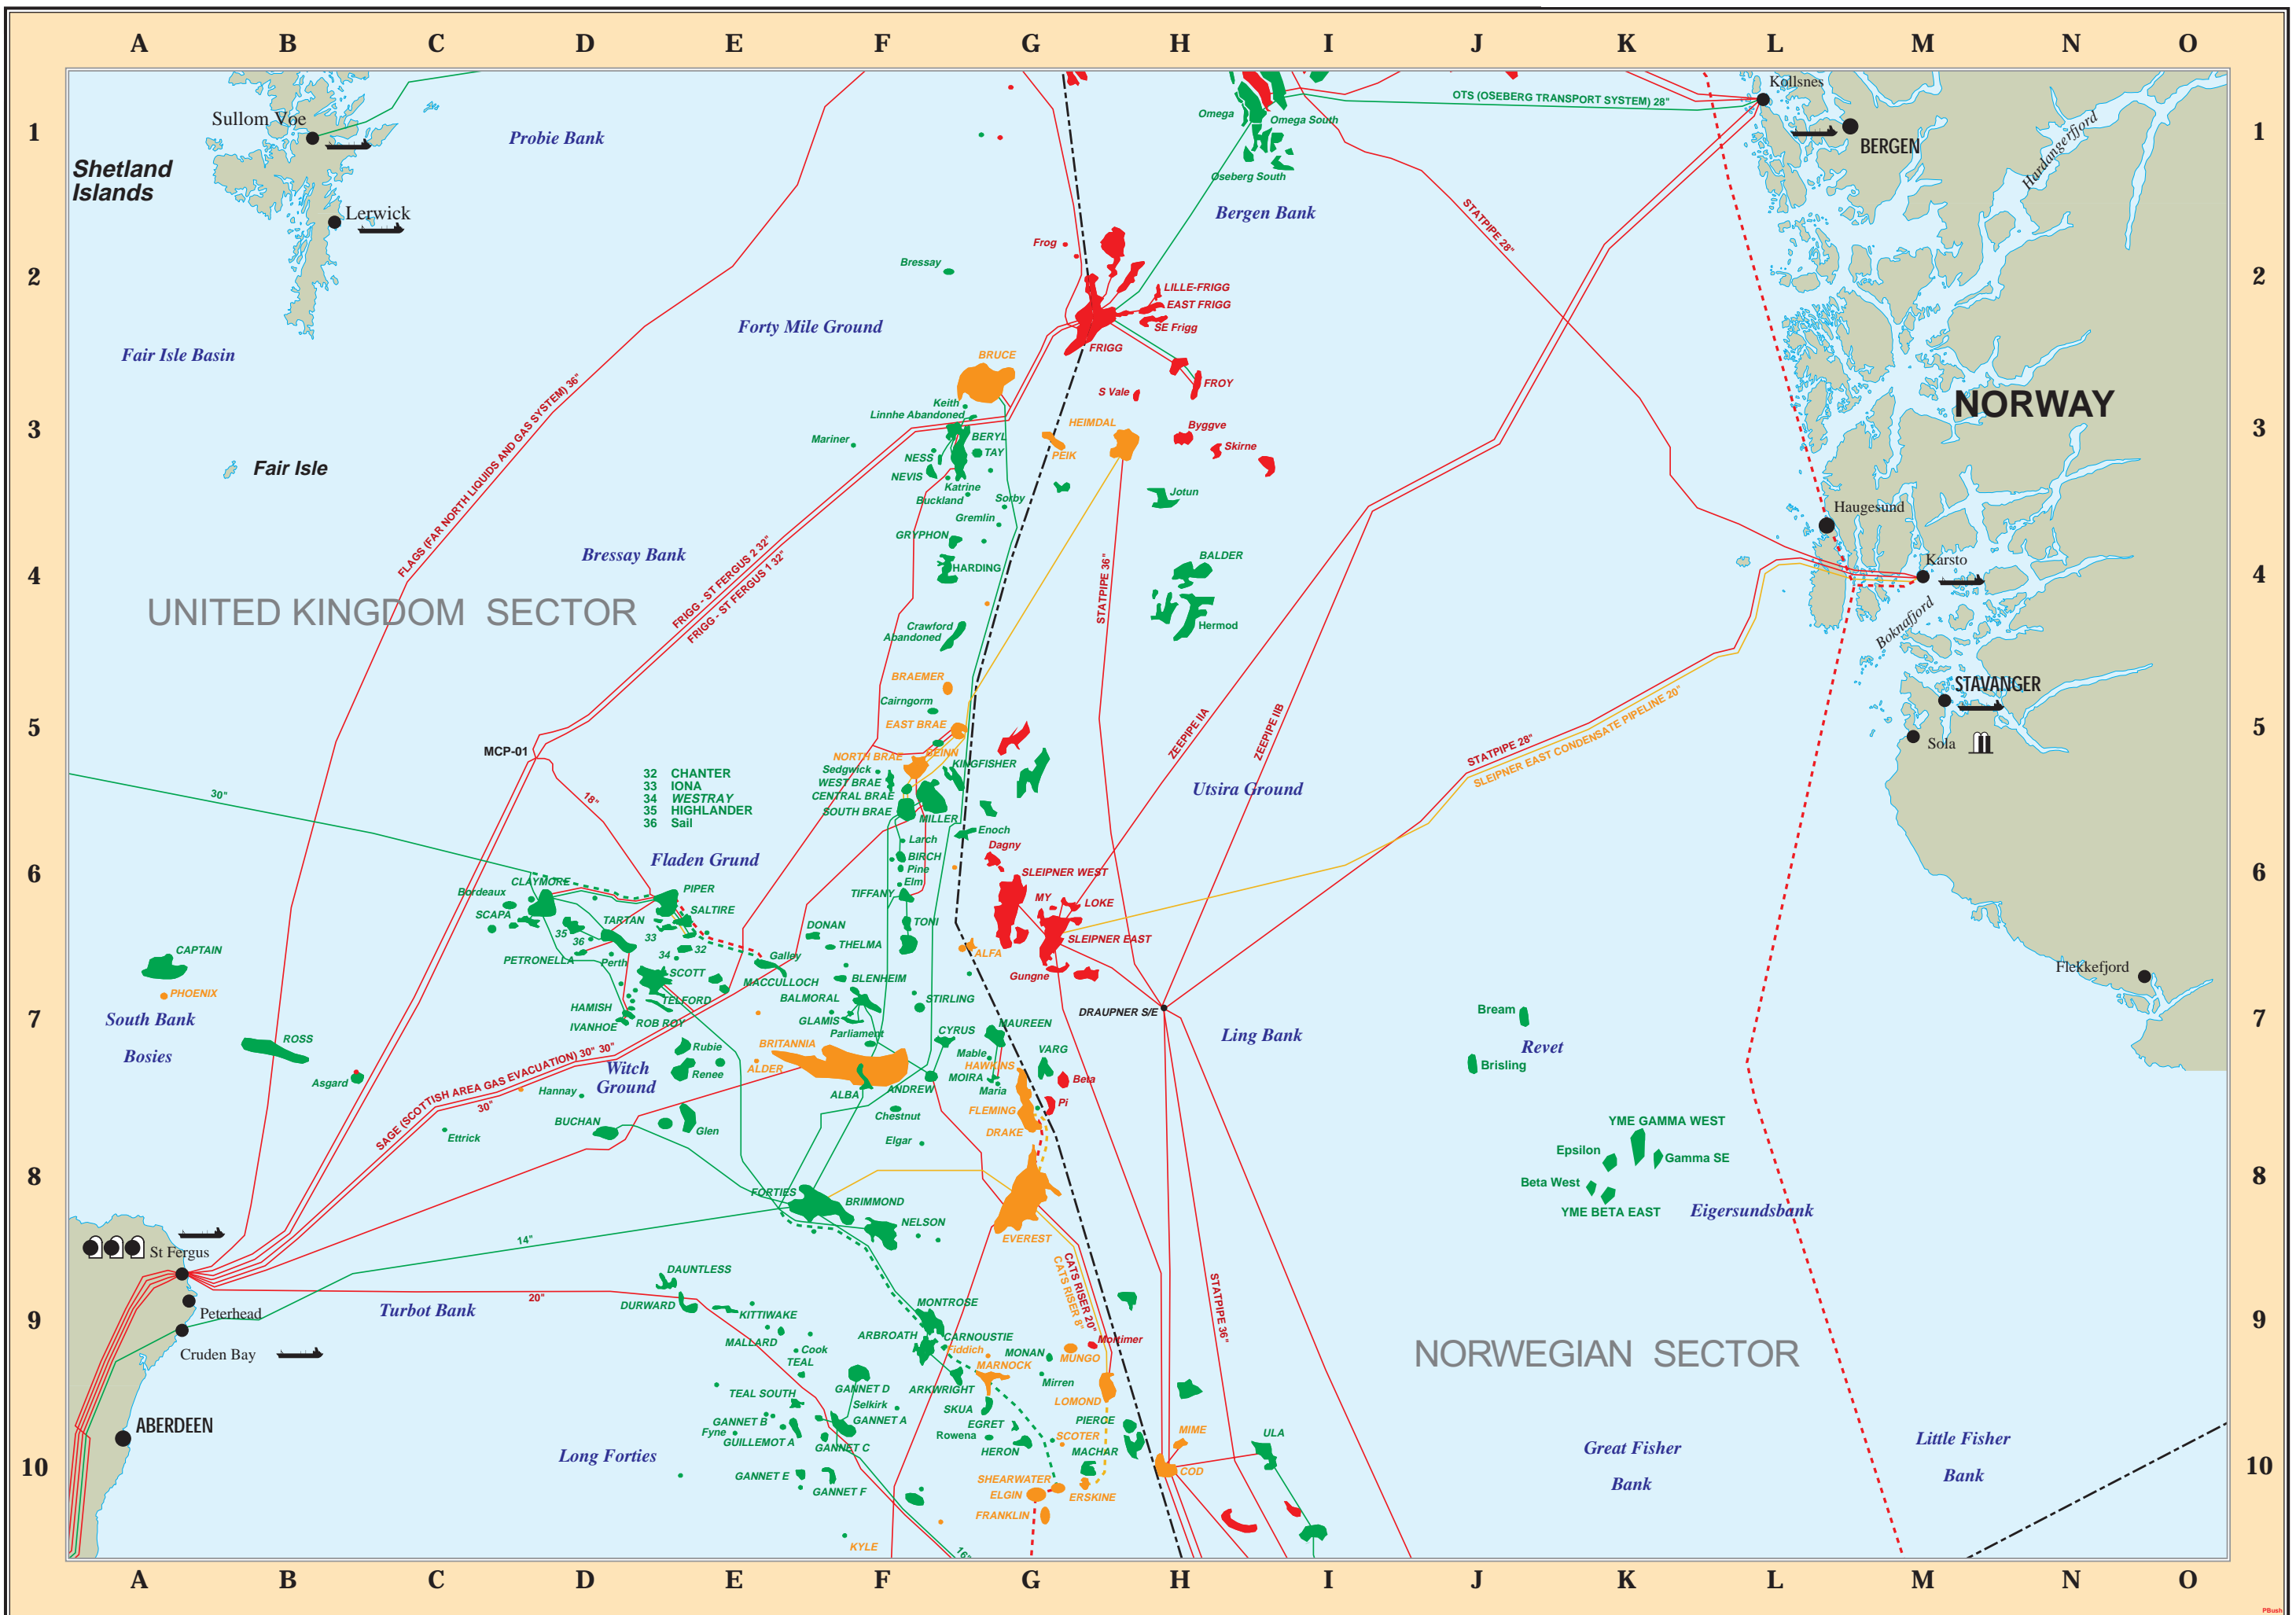 A B C D E F G H I J K L M N O
1
2
3
4
5
6
7
8
9
10
1
2
3
4
5
6
7
8
9
10
Sullom Voe
Shetland
Islands
Lerwick
Probie Bank
Fair Isle Basin
Fair Isle
Forty Mile Ground
Bressay Bank
UNITED KINGDOM SECTOR
FLAGS (FAR NORTH LIQUIDS AND GAS SYSTEM) 36"
FRIGG - ST FERGUS 2 32"
FRIGG - ST FERGUS 1 32"
Omega
Omega South
Oseberg South
OTS (OSEBERG TRANSPORT SYSTEM) 28"
Kollsnes
BERGEN
Hardangerfjord
Bergen Bank
STATPIPE 28"
Frog
Bressay
LILLE-FRIGG
EAST FRIGG
SE Frigg
FRIGG
FROY
BRUCE
S Vale
Keith
Linnhe Abandoned
HEIMDAL
Byggve
Skirne
Mariner
BERYL
TAY
PEIK
NESS
NEVIS
Katrine
Buckland
Sorby
Gremlin
Jotun
GRYPHON
HARDING
BALDER
Hermod
STATPIPE 36"
Crawford
Abandoned
NORWAY
Haugesund
Karsto
Boknafjord
STAVANGER
Sola
BRAEMER
Cairngorm
EAST BRAE
MCP-01
30"
18"
32 CHANTER
33 IONA
34 WESTRAY
35 HIGHLANDER
36 Sail
NORTH BRAE
BEINN
Sedgwick
KINGFISHER
WEST BRAE
CENTRAL BRAE
SOUTH BRAE
MILLER
Enoch
ZEEPIPE IIA
ZEEPIPE IIB
Utsira Ground
STATPIPE 28"
SLEIPNER EAST CONDENSATE PIPELINE 20"
Fladen Grund
Larch
BIRCH
Pine
Elm
TIFFANY
Dagny
SLEIPNER WEST
MY
LOKE
SLEIPNER EAST
Gungne
CLAYMORE
Bordeaux
SCAPA
PIPER
SALTIRE
TARTAN
35
36
33
34
32
PETRONELLA
Perth
DONAN
THELMA
TONI
ALFA
Galley
MACCULLOCH
BLENHEIM
CAPTAIN
PHOENIX
South Bank
Bosies
ROSS
Asgard
SCOTT
TELFORD
HAMISH
IVANHOE
ROB ROY
BALMORAL
STIRLING
GLAMIS
Parliament
CYRUS
MAUREEN
DRAUPNER S/E
Ling Bank
Bream
Revet
Brisling
Flekkefjord
SAGE (SCOTTISH AREA GAS EVACUATION) 30" 30"
30"
Rubie
Renee
Witch
Ground
BRITANNIA
ALDER
ALBA
ANDREW
Mable
HAWKINS
MOIRA
Maria
VARG
Beta
Pi
Hannay
BUCHAN
Ettrick
Glen
Chestnut
Elgar
FLEMING
DRAKE
YME GAMMA WEST
Epsilon
Gamma SE
Beta West
YME BETA EAST
Eigersundsbank
FORTIES
BRIMMOND
NELSON
EVEREST
14"
St Fergus
Peterhead
Cruden Bay
ABERDEEN
Turbot Bank
20"
DAUNTLESS
DURWARD
KITTIWAKE
MALLARD
Cook
TEAL
MONTROSE
ARBROATH
CARNOUSTIE
Fiddich
MARNOCK
MONAN
MUNGO
Mortimer
Mirren
CATS RISER 20"
CATS RISER 8"
STATPIPE 36"
NORWEGIAN SECTOR
TEAL SOUTH
GANNET D
ARKWRIGHT
SKUA
LOMOND
Selkirk
GANNET A
GANNET B
Fyne
GUILLEMOT A
GANNET C
EGRET
Rowena
HERON
SCOTER
PIERCE
MACHAR
MIME
ULA
COD
Long Forties
GANNET E
GANNET F
SHEARWATER
ELGIN
ERSKINE
FRANKLIN
KYLE
16"
Great Fisher
Bank
Little Fisher
Bank
A B C D E F G H I J K L M N O
PBush